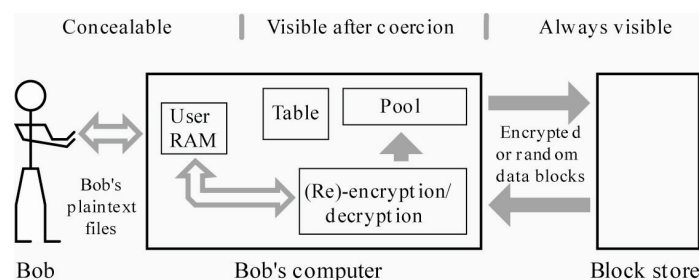 Concealable
Visible after coercion
Always visible
User
RAM
Table
Pool
Bob's
plaintext
files
(Re)-encryption/
decryption
Encrypted
or random
data blocks
Bob
Bob's computer
Block store